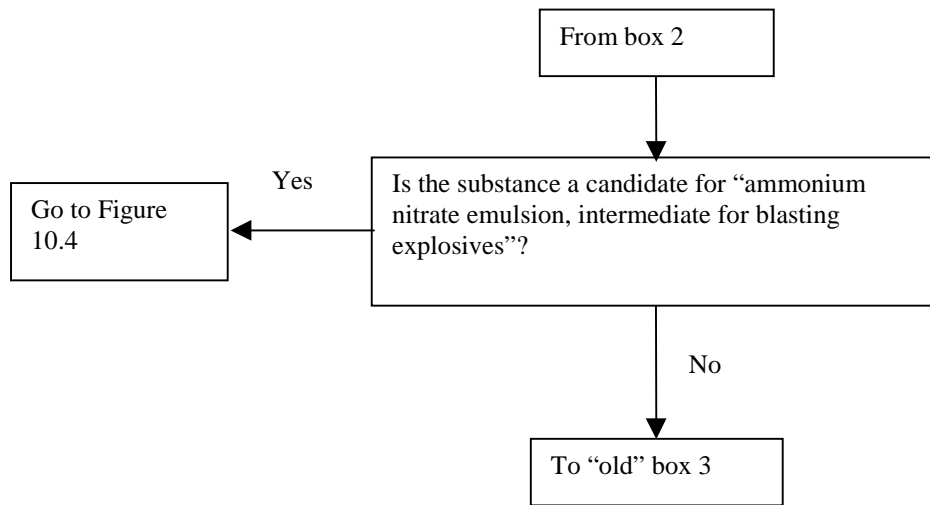 From box 2
Is the substance a candidate for “ammonium
nitrate emulsion, intermediate for blasting
explosives”?
Yes
Go to Figure
10.4
No
To “old” box 3